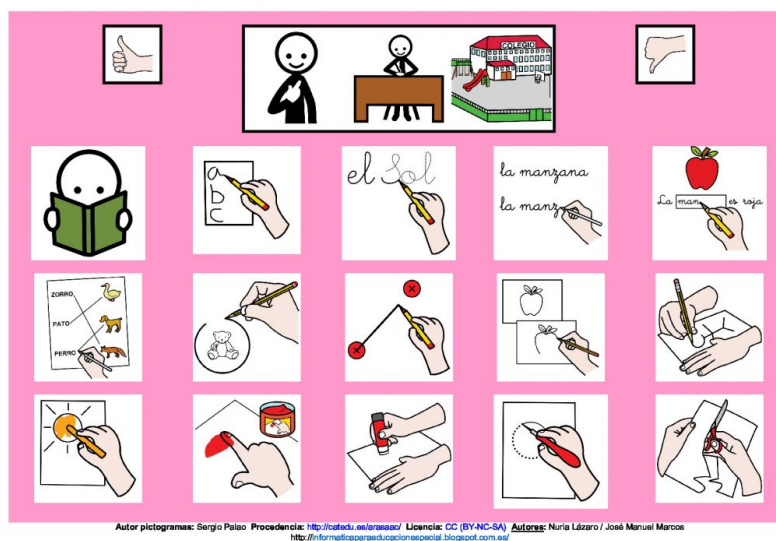 COLEGIO
a
b
c
el Sol
la manzana
la manz
La man es roja
ZORRO
PATO
PERRO
Autor pictogramas: Sergio Palao Procedencia: http://catedu.es/arasaac/ Licencia: CC (BY-NC-SA) Autores: Nuria Lázaro / José Manuel Marcos
http://informaticaparaeducacionespecial.blogspot.com.es/